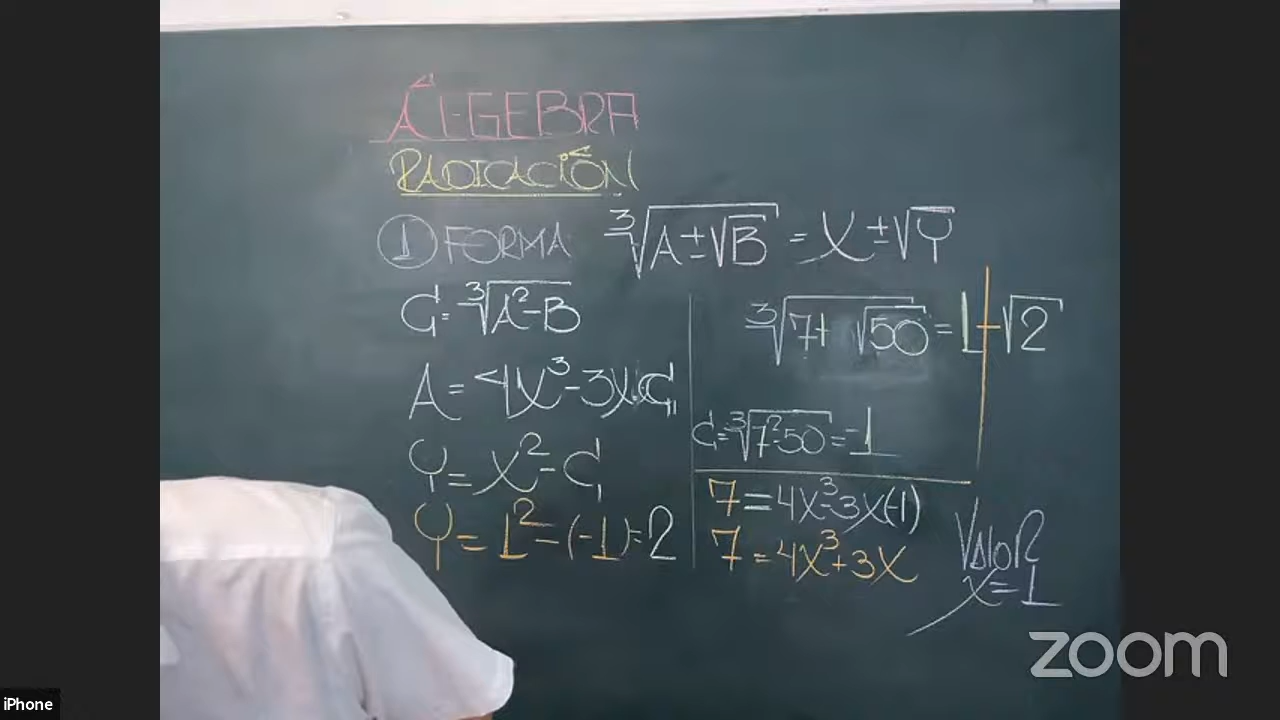 ÁLGEBRA
RADICACIÓN
① FORMA ∛(A±√B) = X ± √Y
C = ∛(A²-B)
A = 4X³-3X.C
Y = X² - C
Y = 1² - (-1) = 2
∛(7+√50) = 1+√2
C = ∛(7²-50) = -1
7 = 4X³-3X(-1)
7 = 4X³+3X
VALOR
X = 1
zoom
iPhone